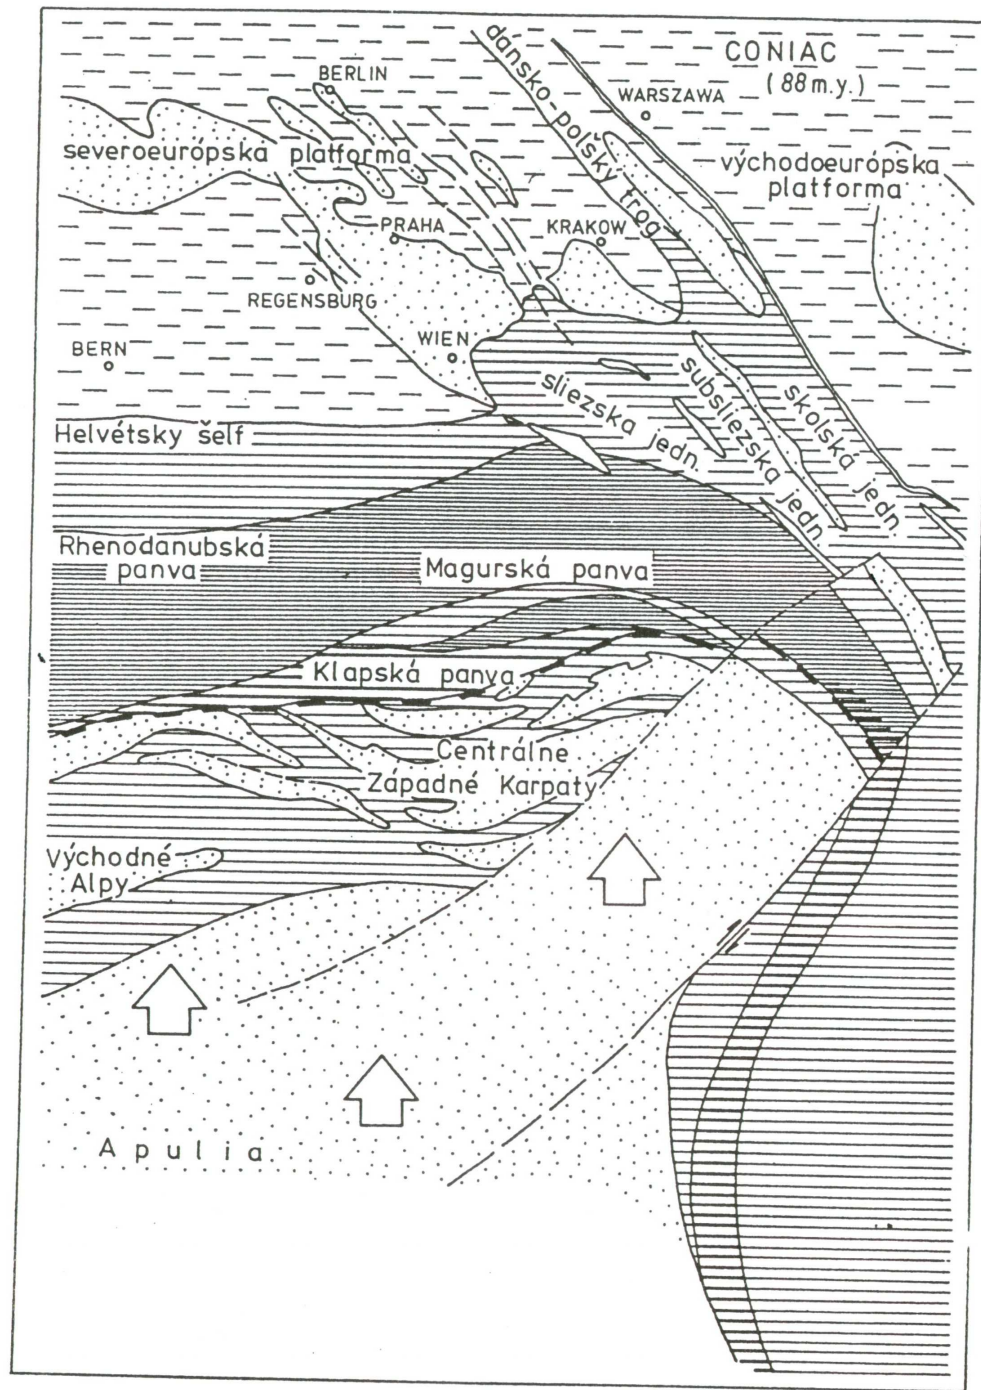 CONIAC
(88 m.y.)
dánsko-polšky trog
BERLIN
WARSZAWA
severoeurópska platforma
východoeurópska
platforma
PRAHA
KRAKOW
REGENSBURG
WIEN
BERN
sliezska jedn.
subsliezska jedn.
skolská jedn.
Helvétsky šelf
Rhenodanubská
panva
Magurská panva
Klapská panva
Centrálne
Západné Karpaty
Východné
Alpy
Apulia